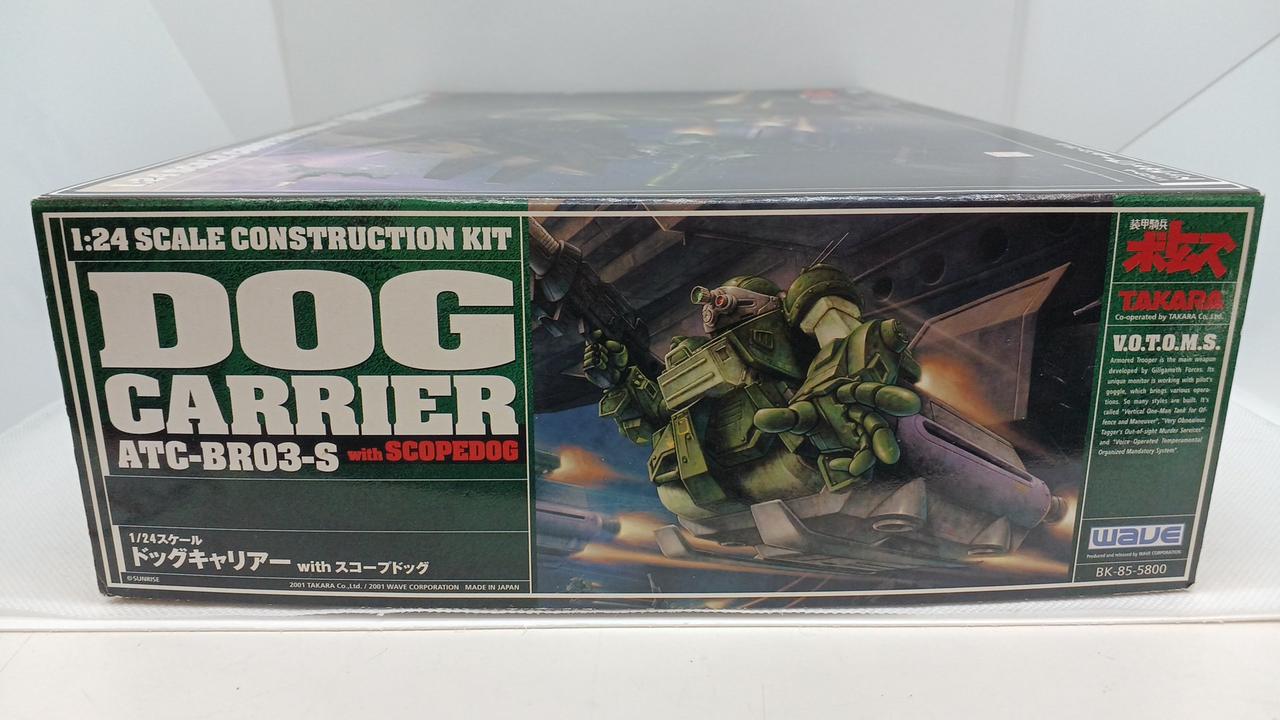 1:24 SCALE CONSTRUCTION KIT
DOG
CARRIER
ATC-BR03-S with SCOPEDOG
1/24スケール
ドッグキャリアー with スコープドッグ
©SUNRISE
2001 TAKARA Co.,Ltd. / 2001 WAVE CORPORATION MADE IN JAPAN
装甲騎兵
ボトムズ
TAKARA
Co-operated by TAKARA Co., Ltd.
V.O.T.O.M.S.
Armored Trooper is the main weapon
developed by Giligameth Forces. Its
unique monitor is working with pilot's
goggle, which brings various opera-
tions. So many styles are built. It's
called "Vertical One-Man Tank for Of-
fence and Maneuver", "Very Obnoxious
Tagger's Out-of-sight Murder Services"
and "Voice Operated Temperamental
Organized Mandatory System".
wave
Produced and released by WAVE CORPORATION
BK-85-5800